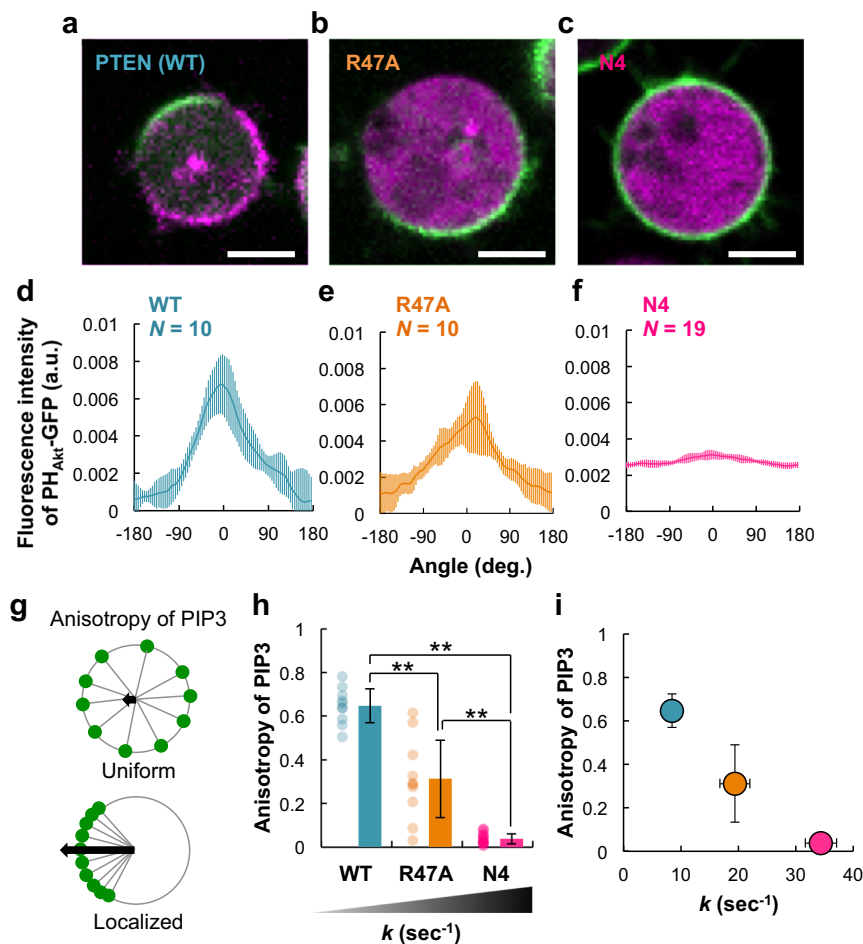 a
b
c
PTEN (WT)
R47A
N4
d
e
f
WT
N = 10
R47A
N = 10
N4
N = 19
Fluorescence intensity
of PHAkt-GFP (a.u.)
0.01
0.008
0.006
0.004
0.002
0
-180 -90 0 90 180
0.01
0.008
0.006
0.004
0.002
0
-180 -90 0 90 180
0.01
0.008
0.006
0.004
0.002
0
-180 -90 0 90 180
Angle (deg.)
g
Anisotropy of PIP3
Uniform
Localized
h
Anisotropy of PIP3
1
0.8
0.6
0.4
0.2
0
**
**
**
WT R47A N4
k (sec⁻¹)
i
Anisotropy of PIP3
1
0.8
0.6
0.4
0.2
0
0 10 20 30 40
k (sec⁻¹)